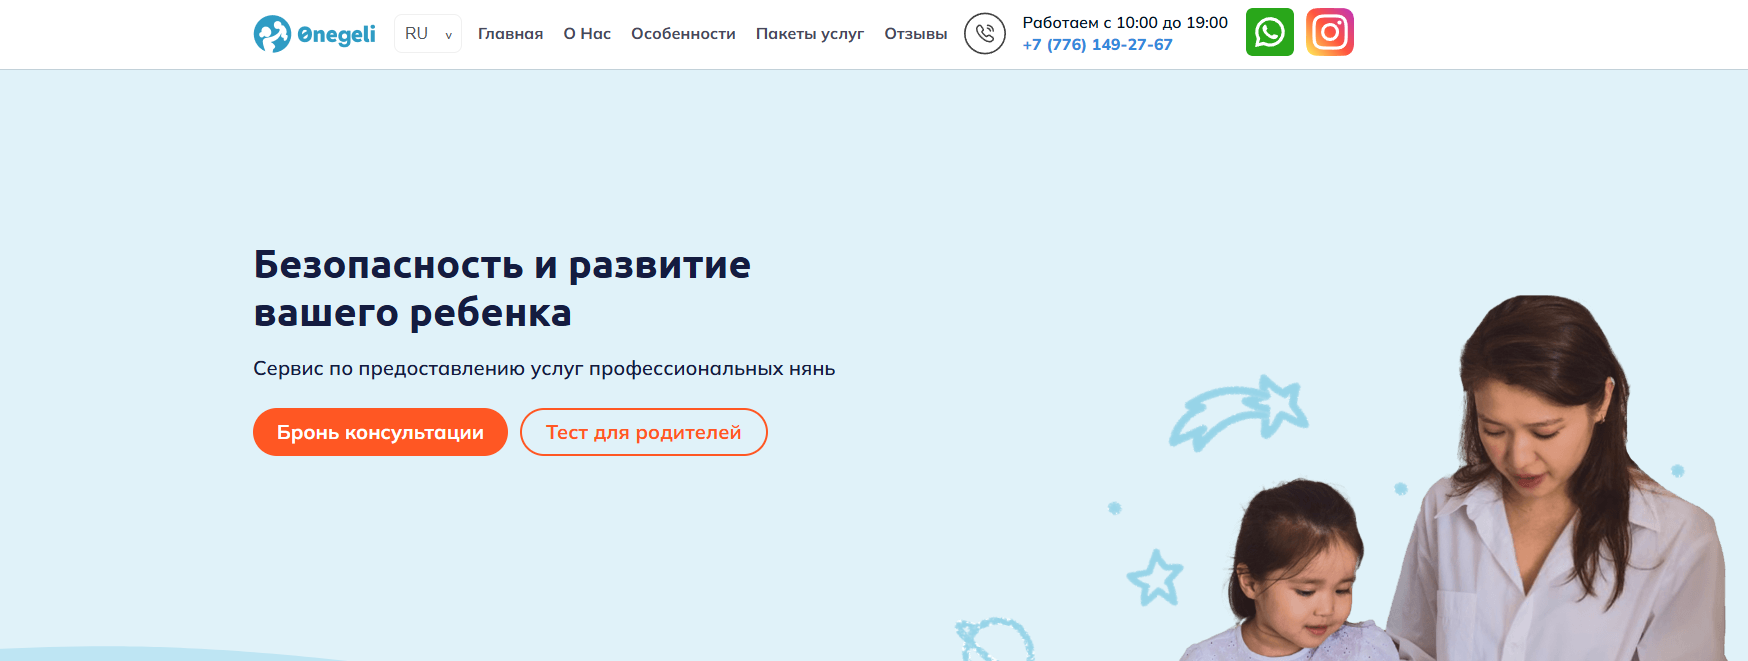 Өnegeli
RU
Главная
О Нас
Особенности
Пакеты услуг
Отзывы
Работаем с 10:00 до 19:00
+7 (776) 149-27-67
Безопасность и развитие
вашего ребенка
Сервис по предоставлению услуг профессиональных нянь
Бронь консультации
Тест для родителей